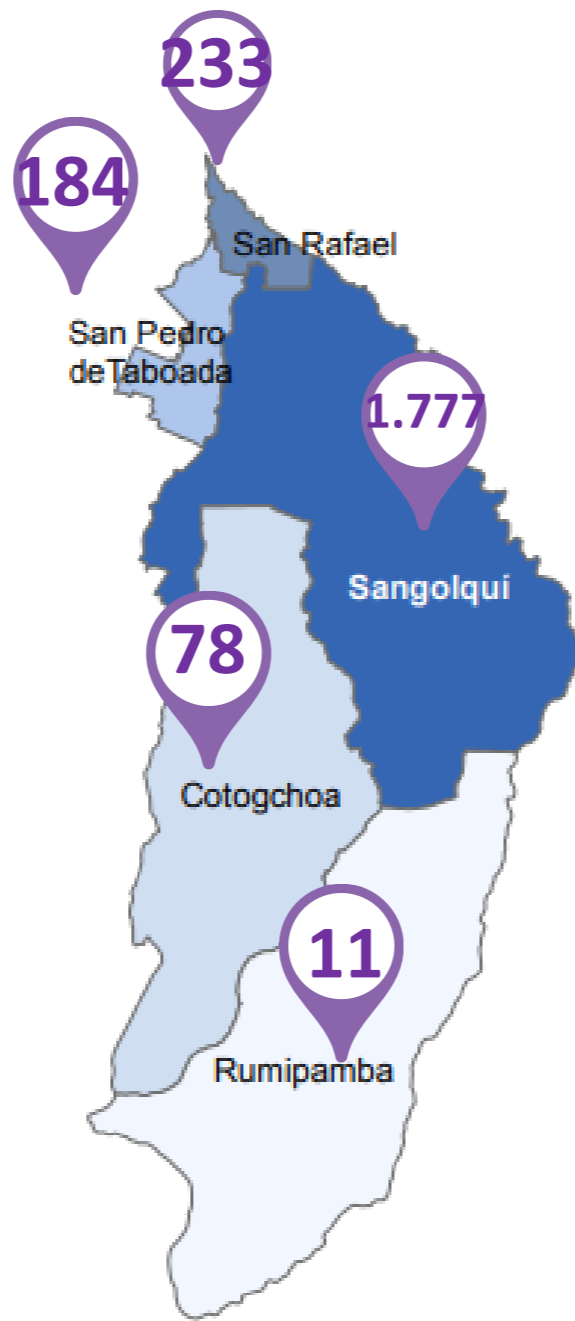 233
184
San Rafael
San Pedro
deTaboada
1.777
Sangolquí
78
Cotogchoa
11
Rumipamba